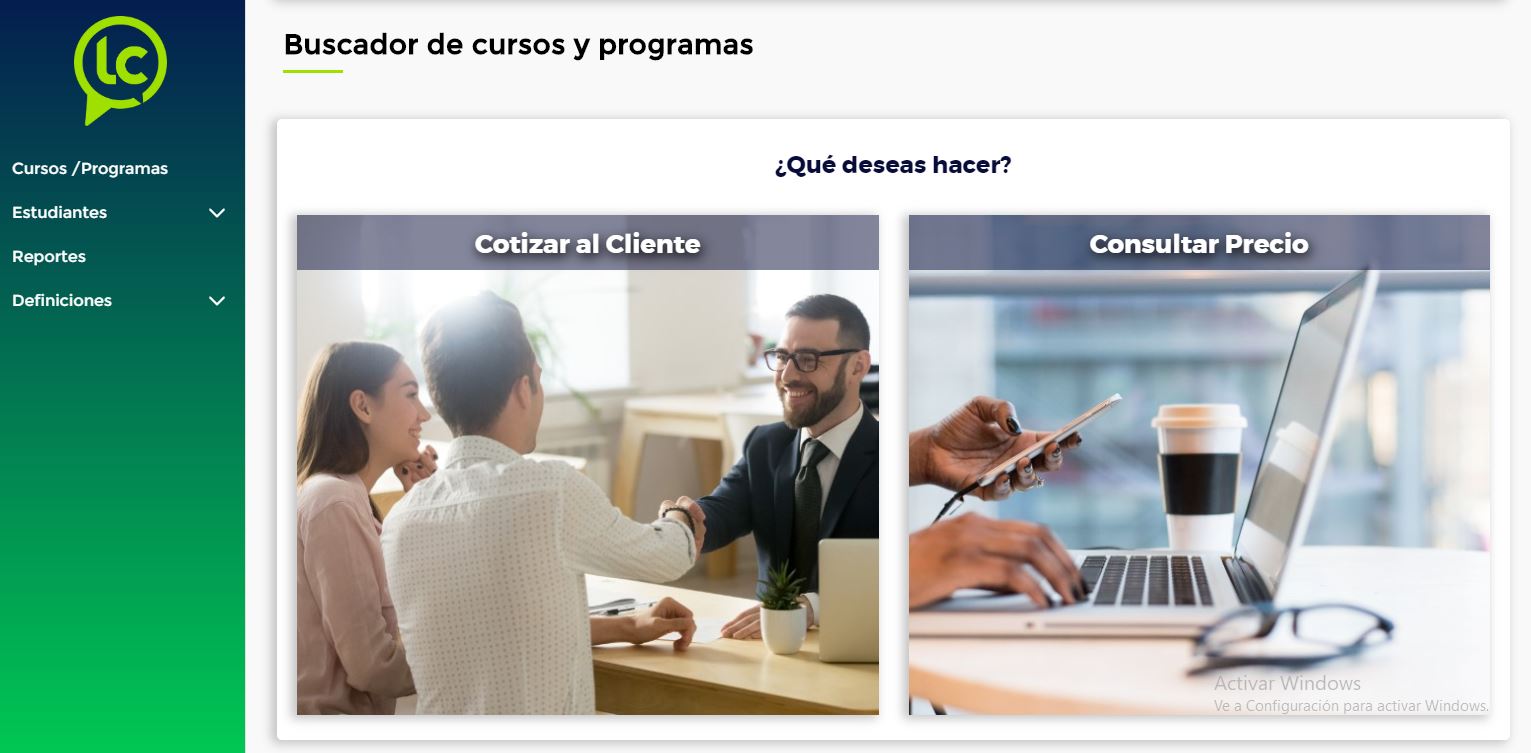 lc
Buscador de cursos y programas
Cursos /Programas
Estudiantes
Reportes
Definiciones
¿Qué deseas hacer?
Cotizar al Cliente
Consultar Precio
Activar Windows
Ve a Configuración para activar Windows.